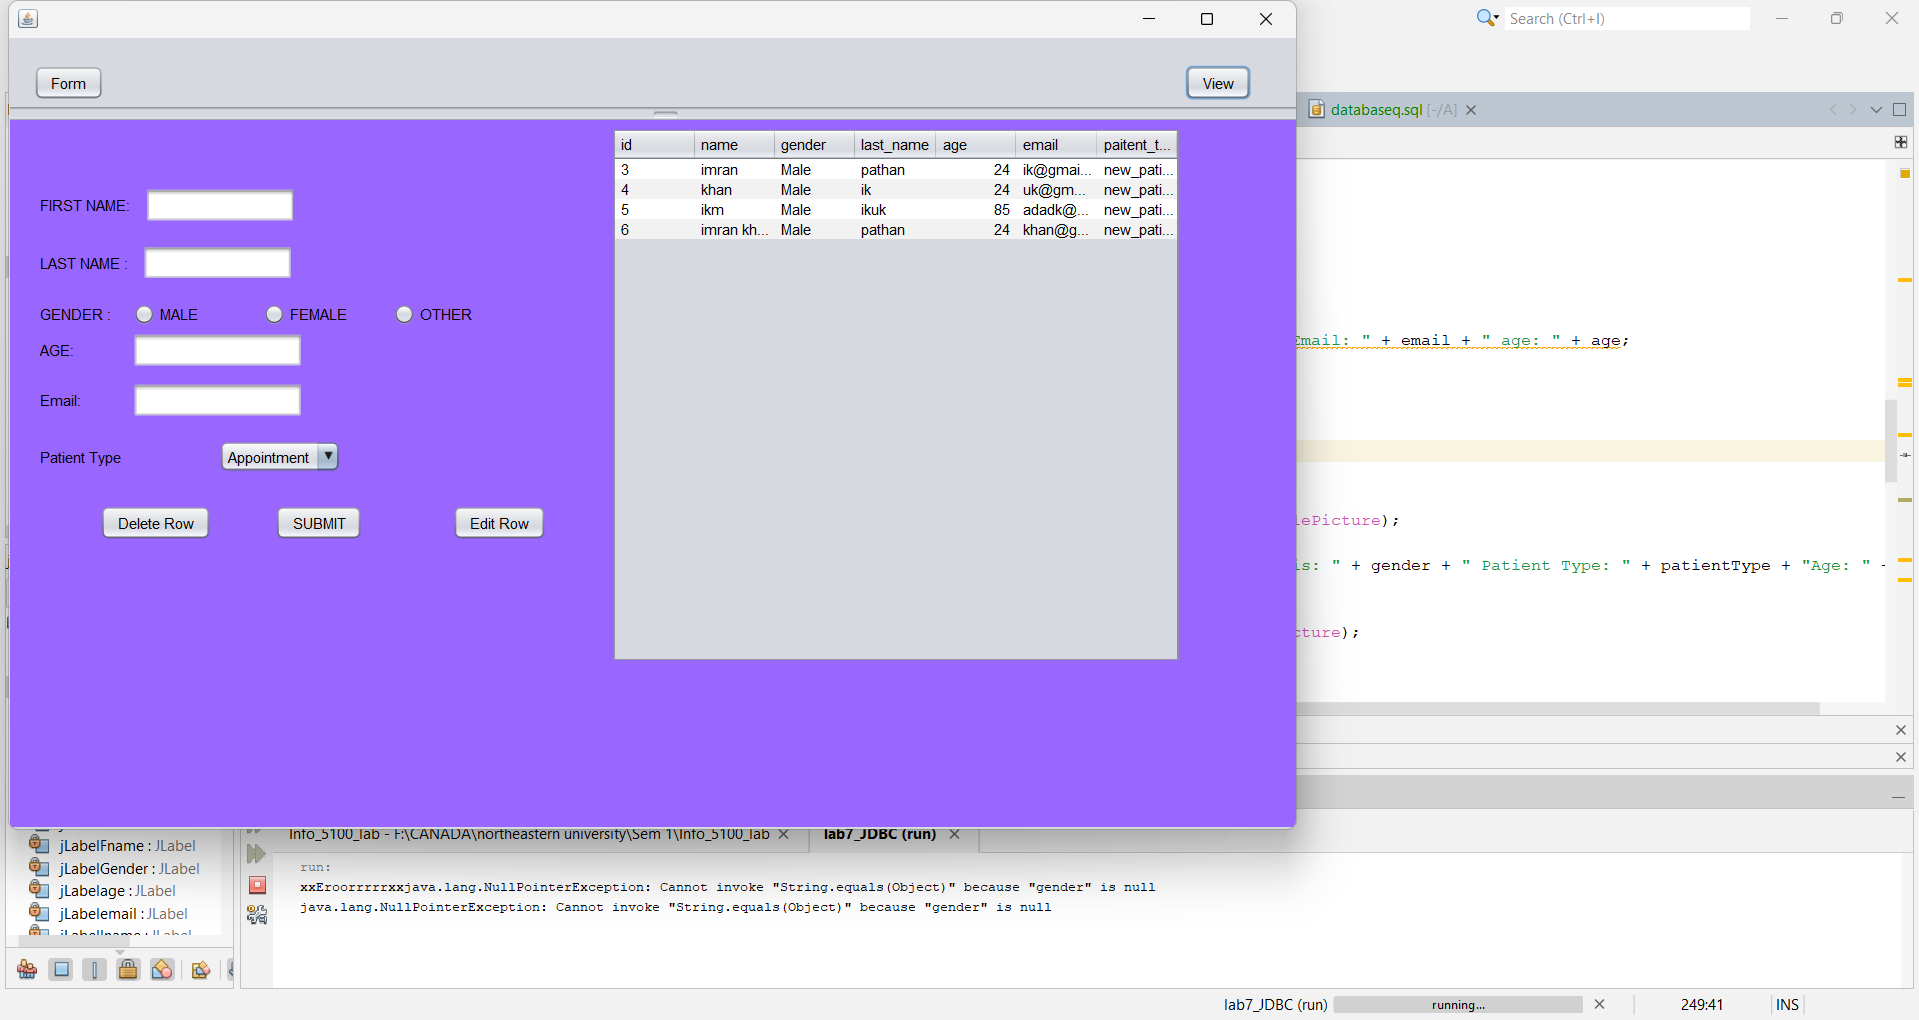 Search (Ctrl+I)
Form
View
databaseq.sql [-/A]
id name gender last_name age email paitent_t...
3 imran Male pathan 24 ik@gmai... new_pati...
4 khan Male ik 24 uk@gm... new_pati...
5 ikm Male ikuk 85 adadk@... new_pati...
6 imran kh... Male pathan 24 khan@g... new_pati...
FIRST NAME:
LAST NAME :
GENDER : MALE FEMALE OTHER
AGE:
Email:
Patient Type Appointment
Delete Row SUBMIT Edit Row
Email: " + email + " age: " + age;
lePicture);
is: " + gender + " Patient Type: " + patientType + "Age: "
cture);
Info_5100_lab - F:\CANADA\northeastern university\Sem 1\Info_5100_lab
lab7_JDBC (run)
jLabelFname : JLabel
jLabelGender : JLabel
jLabelage : JLabel
jLabelemail : JLabel
run:
xxEroorrrrrxxjava.lang.NullPointerException: Cannot invoke "String.equals(Object)" because "gender" is null
java.lang.NullPointerException: Cannot invoke "String.equals(Object)" because "gender" is null
lab7_JDBC (run) running... 249:41 INS